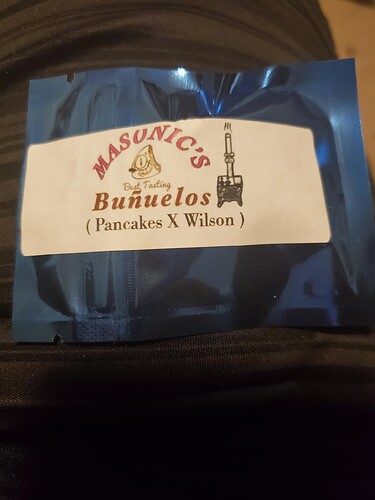 MASONIC'S
Best Tasting
Buñuelos
( Pancakes X Wilson )